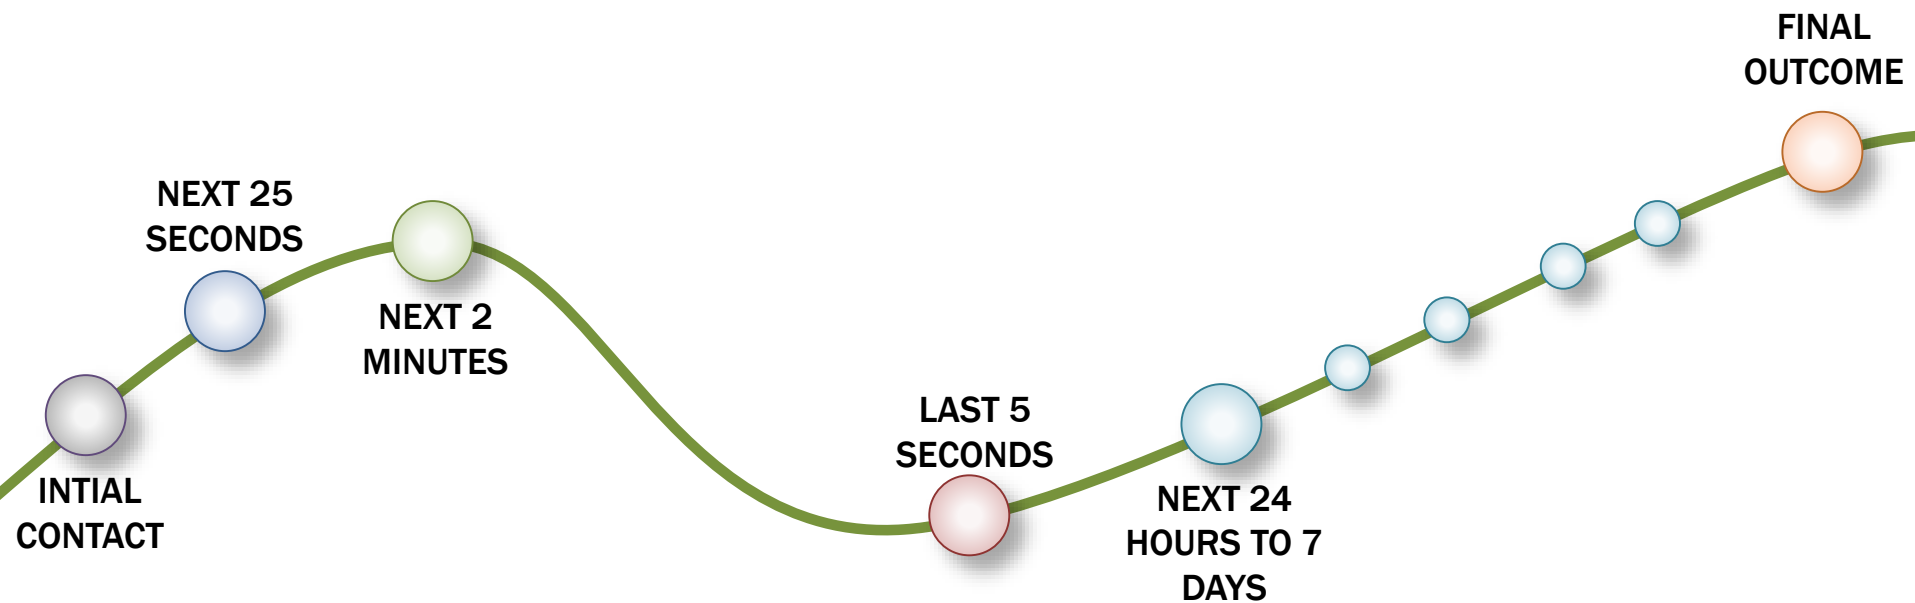 INTIAL
CONTACT
NEXT 25
SECONDS
NEXT 2
MINUTES
LAST 5
SECONDS
NEXT 24
HOURS TO 7
DAYS
FINAL
OUTCOME